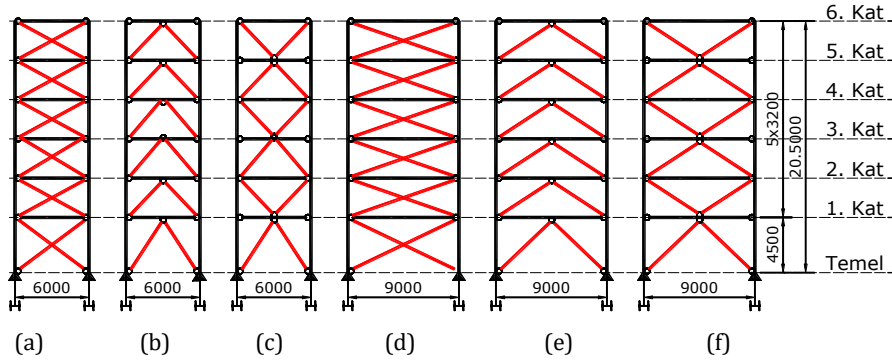 6. Kat
5. Kat
4. Kat
3. Kat
2. Kat
1. Kat
Temel
5x3200
20.5000
4500
6000 6000 6000 9000 9000 9000
(a) (b) (c) (d) (e) (f)